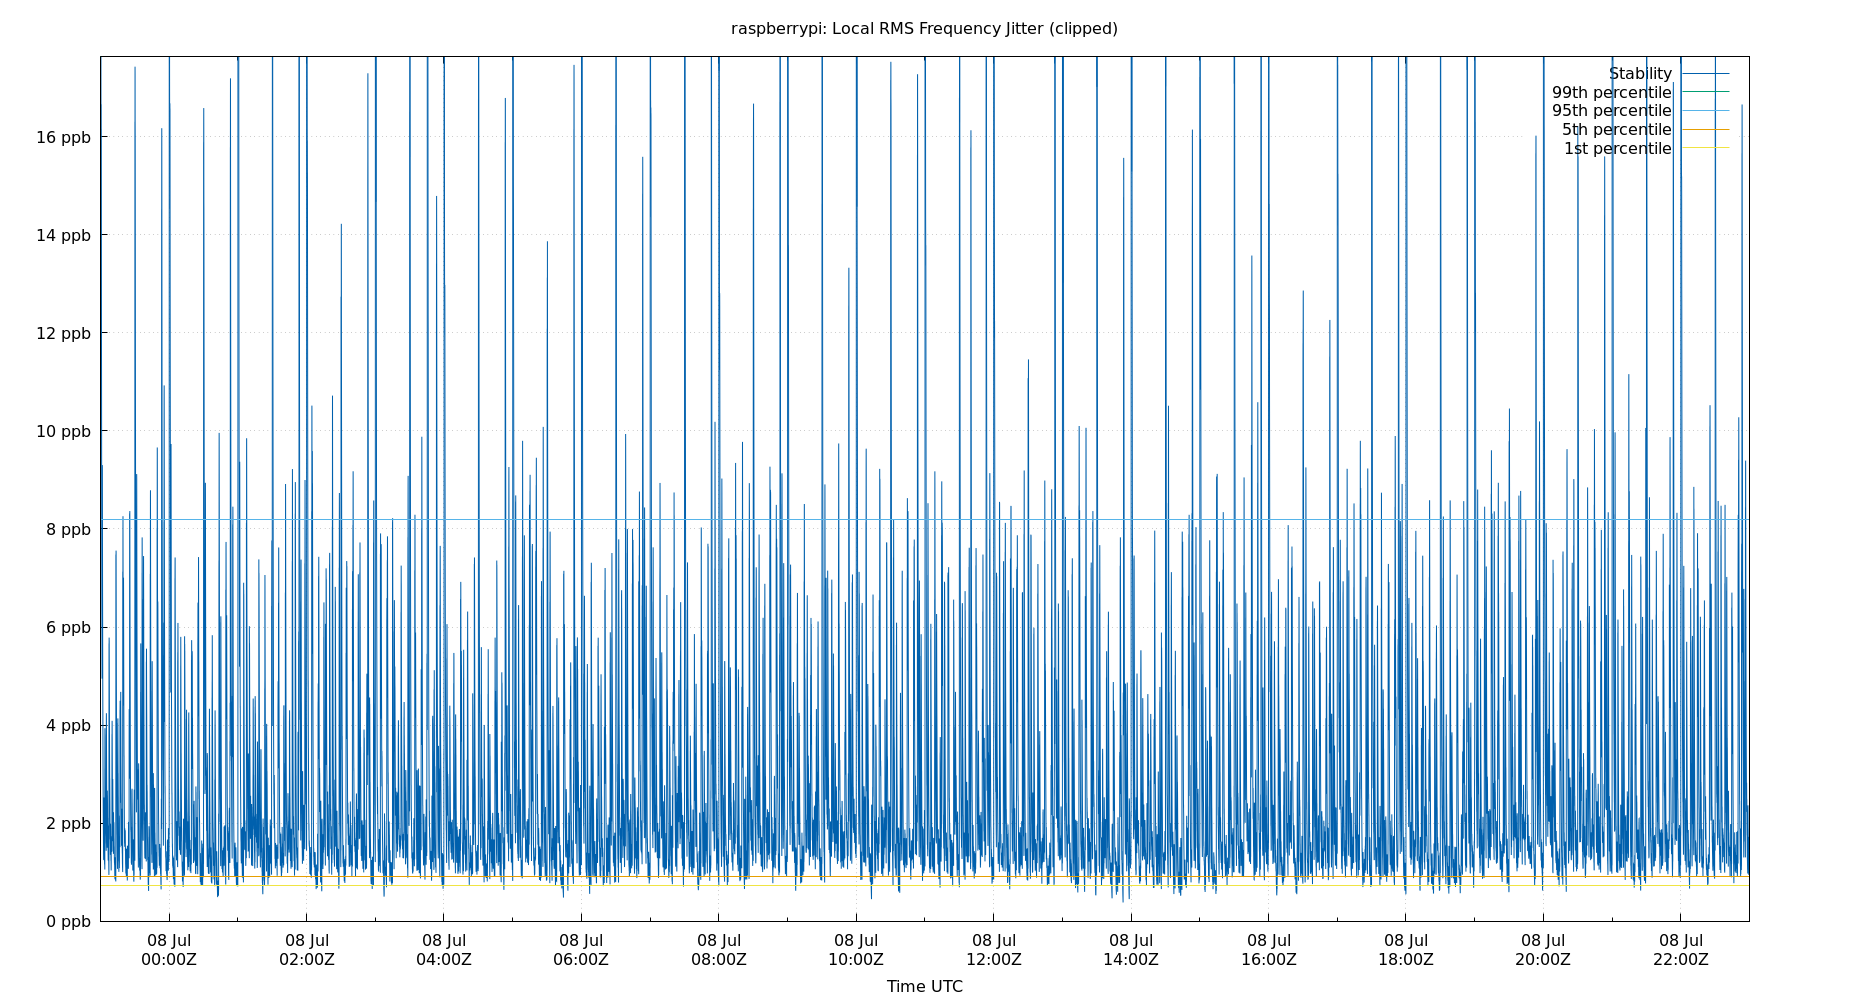 raspberrypi: Local RMS Frequency Jitter (clipped)
Stability
99th percentile
95th percentile
5th percentile
1st percentile
16 ppb
14 ppb
12 ppb
10 ppb
8 ppb
6 ppb
4 ppb
2 ppb
0 ppb
08 Jul 08 Jul 08 Jul 08 Jul 08 Jul 08 Jul 08 Jul 08 Jul 08 Jul 08 Jul 08 Jul 08 Jul
00:00Z 02:00Z 04:00Z 06:00Z 08:00Z 10:00Z 12:00Z 14:00Z 16:00Z 18:00Z 20:00Z 22:00Z
Time UTC